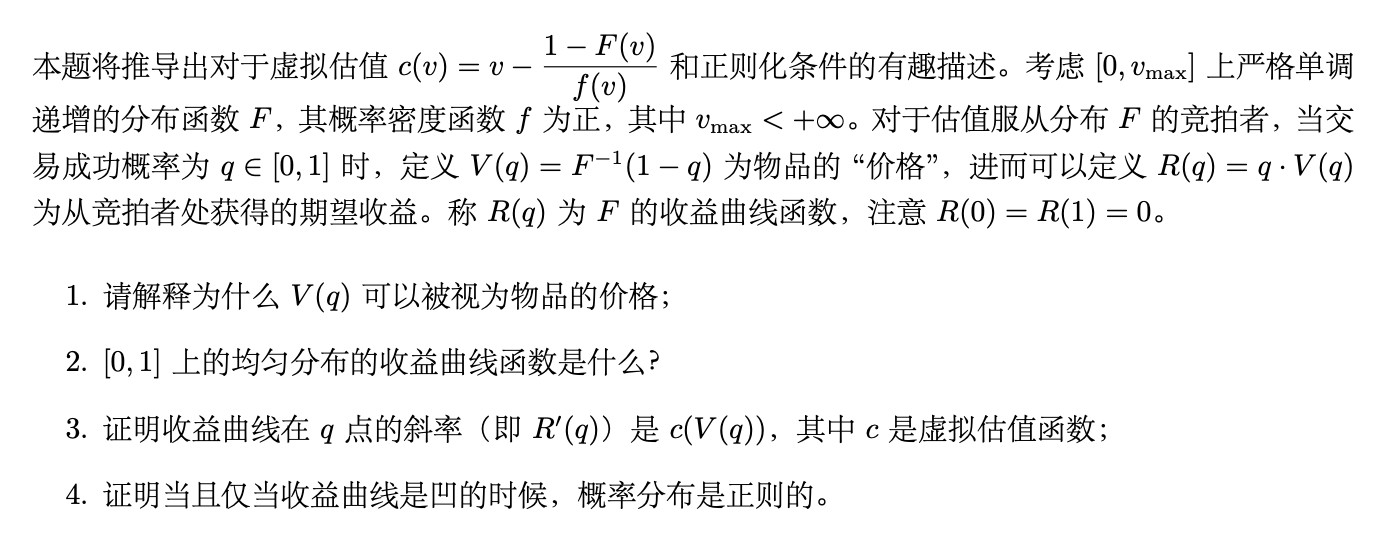 本题将推导出对于虚拟估值 c(v) = v − \frac{1 − F(v)}{f(v)} 和正则化条件的有趣描述。考虑 [0, v_{max}] 上严格单调
递增的分布函数 F，其概率密度函数 f 为正，其中 v_{max} < +∞。对于估值服从分布 F 的竞拍者，当交
易成功概率为 q ∈ [0, 1] 时，定义 V(q) = F^{−1}(1 − q) 为物品的 “价格”，进而可以定义 R(q) = q · V(q)
为从竞拍者处获得的期望收益。称 R(q) 为 F 的收益曲线函数，注意 R(0) = R(1) = 0。
1. 请解释为什么 V(q) 可以被视为物品的价格；
2. [0, 1] 上的均匀分布的收益曲线函数是什么？
3. 证明收益曲线在 q 点的斜率（即 R′(q)）是 c(V(q))，其中 c 是虚拟估值函数；
4. 证明当且仅当收益曲线是凹的时候，概率分布是正则的。